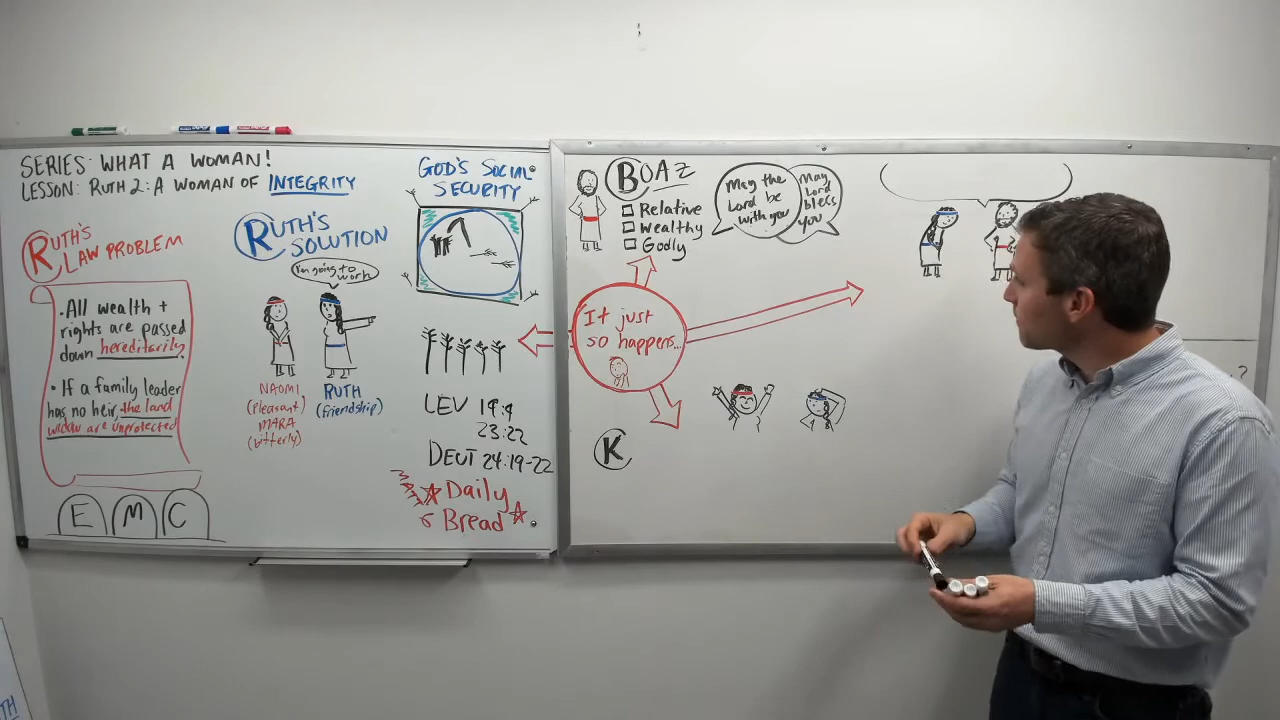 SERIES: WHAT A WOMAN!
LESSON: RUTH 2: A WOMAN OF INTEGRITY
RUTH'S
LAW PROBLEM
• All wealth +
rights are passed
down hereditarily.
• If a family leader
has no heir, the land
widow are unprotected
E M C
RUTH'S
SOLUTION
I'm going to
work
NAOMI
(pleasant)
MARA
(bitterly)
RUTH
(friendship)
GOD'S SOCIAL
SECURITY
LEV 19:9
23:22
DEUT 24:19-22
Daily
Bread
BOAZ
Relative
Wealthy
Godly
May the
Lord be
with you
May
Lord
bless
you
It just
so happens...
K
?
TH